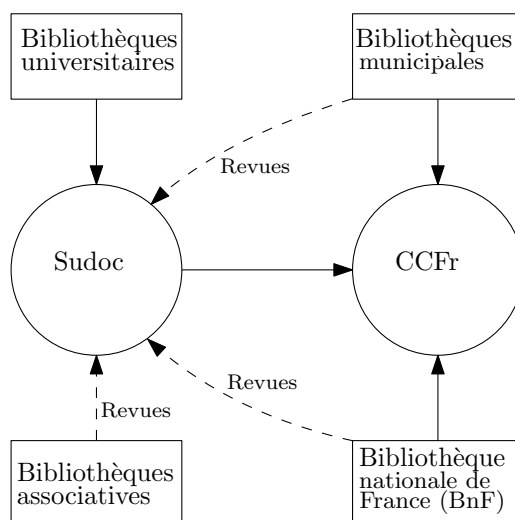 Bibliothèques
universitaires
Bibliothèques
municipales
Revues
Sudoc
CCFr
Revues
Revues
Bibliothèques
associatives
Bibliothèque
nationale de
France (BnF)